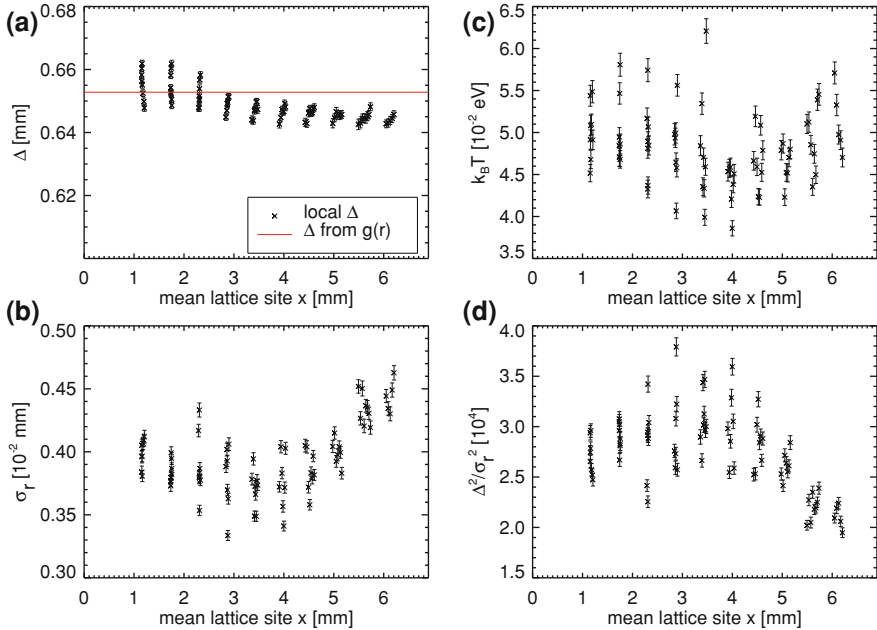 (a)
0.68
0.66
0.64
0.62
Δ [mm]
× local Δ
Δ from g(r)
0 1 2 3 4 5 6
mean lattice site x [mm]
(c)
6.5
6.0
5.5
5.0
4.5
4.0
3.5
k_BT [10⁻² eV]
0 1 2 3 4 5 6
mean lattice site x [mm]
(b)
0.50
0.45
0.40
0.35
0.30
σ_r [10⁻² mm]
0 1 2 3 4 5 6
mean lattice site x [mm]
(d)
4.0
3.5
3.0
2.5
2.0
1.5
Δ²/σ_r² [10⁴]
0 1 2 3 4 5 6
mean lattice site x [mm]